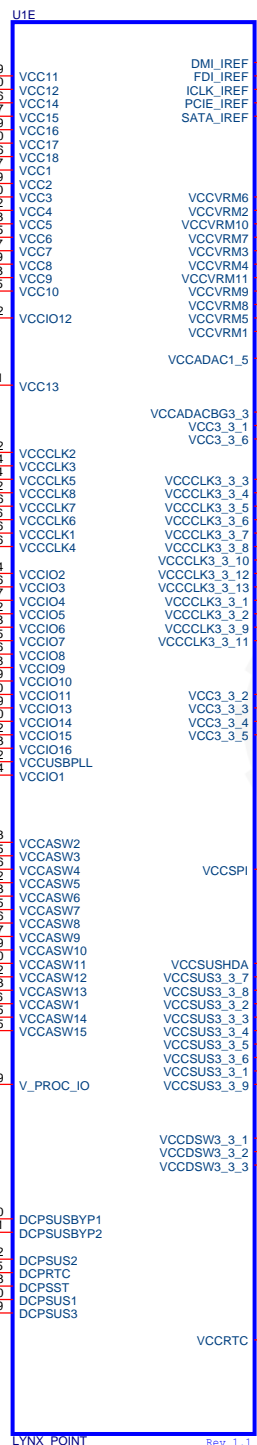 U1E
DMI_IREF
VCC11 FDI_IREF
VCC12 ICLK_IREF
VCC14 PCIE_IREF
VCC15 SATA_IREF
VCC16
VCC17
VCC18
VCC1
VCC2
VCC3 VCCVRM6
VCC4 VCCVRM2
VCC5 VCCVRM10
VCC6 VCCVRM7
VCC7 VCCVRM3
VCC8 VCCVRM4
VCC9 VCCVRM11
VCC10 VCCVRM9
VCCVRM8
VCCIO12 VCCVRM5
VCCVRM1
VCCADAC1_5
VCC13
VCCADACBG3_3
VCC3_3_1
VCC3_3_6
VCCCLK2
VCCCLK3
VCCCLK5 VCCCLK3_3_3
VCCCLK8 VCCCLK3_3_4
VCCCLK7 VCCCLK3_3_5
VCCCLK6 VCCCLK3_3_6
VCCCLK1 VCCCLK3_3_7
VCCCLK4 VCCCLK3_3_8
VCCCLK3_3_10
VCCIO2 VCCCLK3_3_12
VCCIO3 VCCCLK3_3_13
VCCIO4 VCCCLK3_3_1
VCCIO5 VCCCLK3_3_2
VCCIO6 VCCCLK3_3_9
VCCIO7 VCCCLK3_3_11
VCCIO8
VCCIO9
VCCIO10
VCCIO11 VCC3_3_2
VCCIO13 VCC3_3_3
VCCIO14 VCC3_3_4
VCCIO15 VCC3_3_5
VCCIO16
VCCUSBPLL
VCCIO1
VCCASW2
VCCASW3
VCCASW4 VCCSPI
VCCASW5
VCCASW6
VCCASW7
VCCASW8
VCCASW9
VCCASW10
VCCASW11 VCCSUSHDA
VCCASW12 VCCSUS3_3_7
VCCASW13 VCCSUS3_3_8
VCCASW1 VCCSUS3_3_2
VCCASW14 VCCSUS3_3_3
VCCASW15 VCCSUS3_3_4
VCCSUS3_3_5
VCCSUS3_3_6
VCCSUS3_3_1
V_PROC_IO VCCSUS3_3_9
VCCDSW3_3_1
VCCDSW3_3_2
VCCDSW3_3_3
DCPSUSBYP1
DCPSUSBYP2
DCPSUS2
DCPRTC
DCPSST
DCPSUS1
DCPSUS3
VCCRTC
LYNX_POINT Rev 1.1